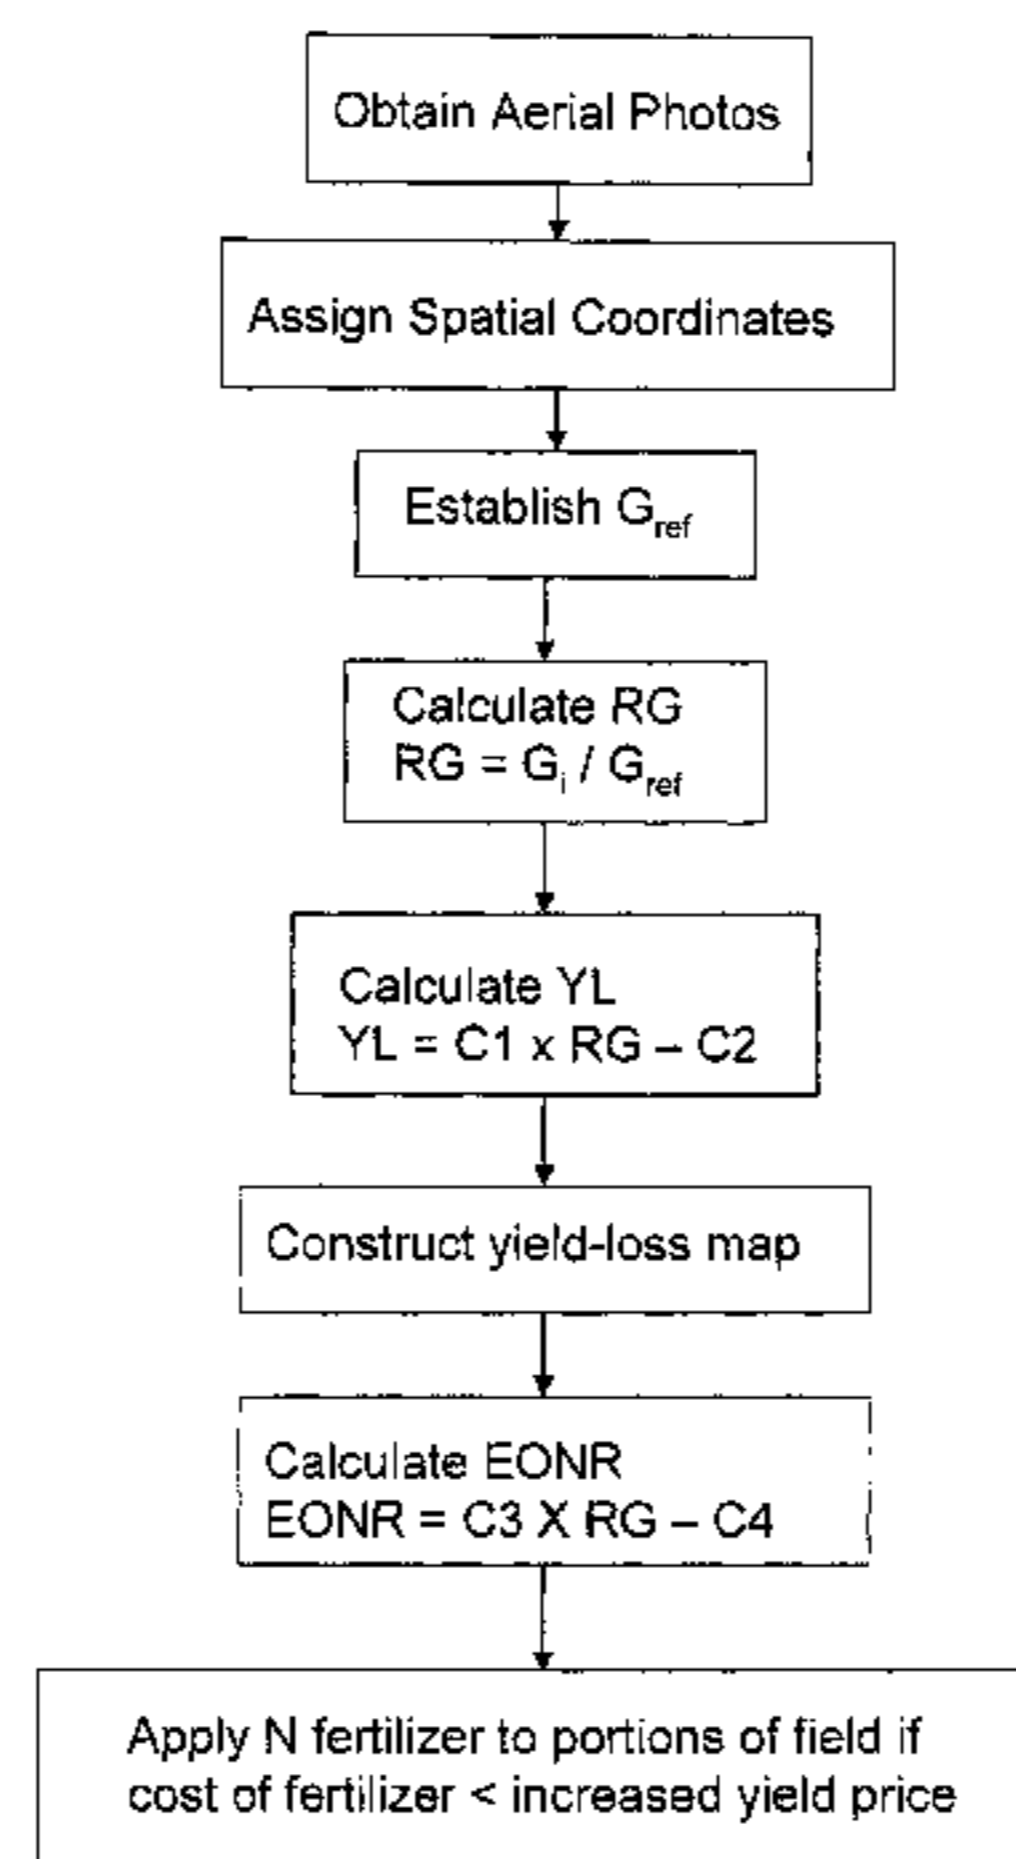 Obtain Aerial Photos
Assign Spatial Coordinates
Establish Gref
Calculate RG
RG = Gi / Gref
Calculate YL
YL = C1 x RG – C2
Construct yield-loss map
Calculate EONR
EONR = C3 X RG – C4
Apply N fertilizer to portions of field if
cost of fertilizer < increased yield price